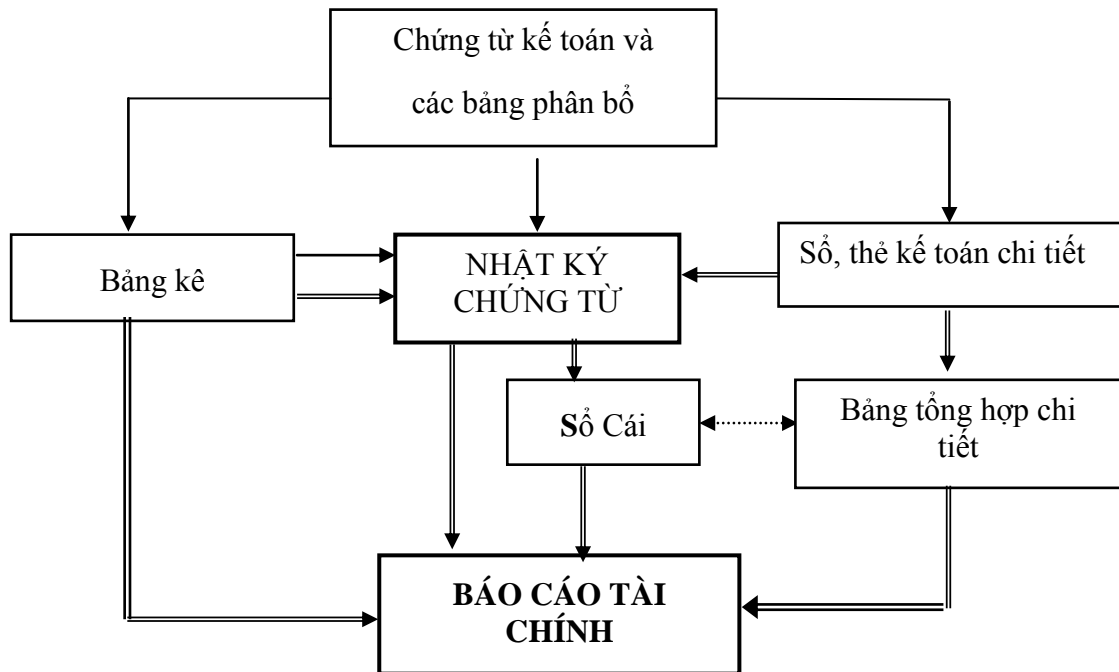 Chứng từ kế toán và
các bảng phân bổ
Bảng kê
NHẬT KÝ
CHỨNG TỪ
Sổ, thẻ kế toán chi tiết
Sổ Cái
Bảng tổng hợp chi
tiết
BÁO CÁO TÀI
CHÍNH